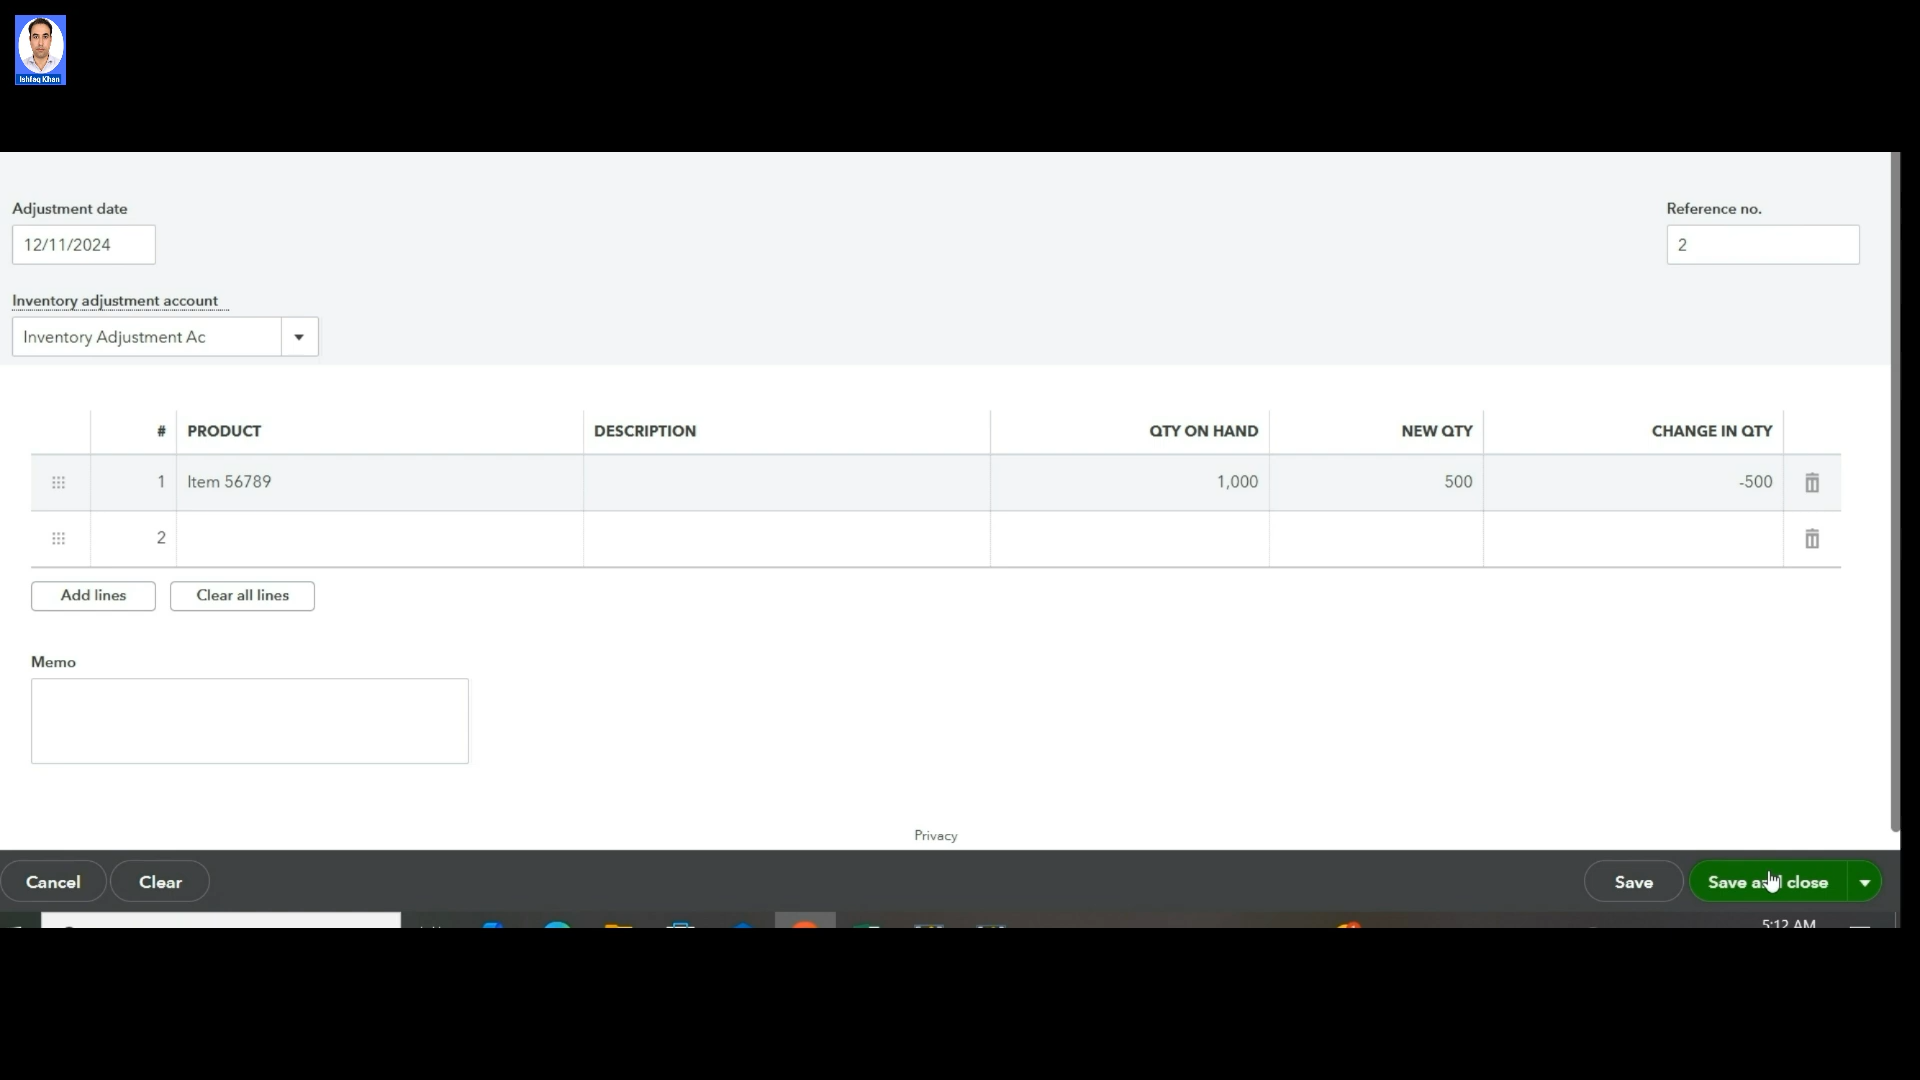 Ishfaq Khan
Adjustment date
Reference no.
12/11/2024
2
Inventory adjustment account
Inventory Adjustment Ac
# PRODUCT DESCRIPTION QTY ON HAND NEW QTY CHANGE IN QTY
1 Item 56789 1,000 500 -500
2
Add lines Clear all lines
Memo
Privacy
Cancel Clear Save Save and close
5:12 AM